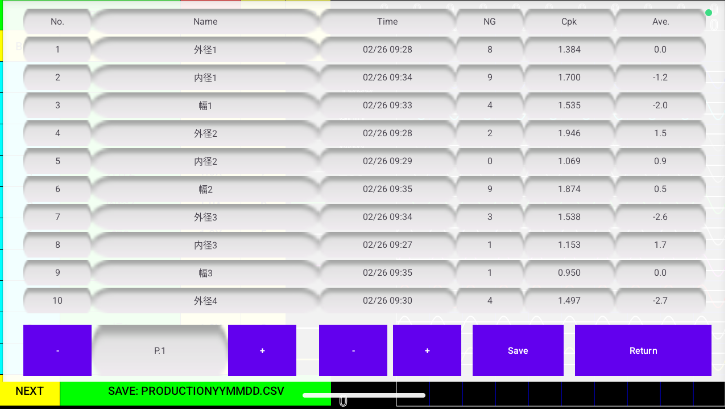 No. Name Time NG Cpk Ave.
1 外径1 02/26 09:28 8 1.384 0.0
2 内径1 02/26 09:34 9 1.700 -1.2
3 幅1 02/26 09:33 4 1.535 -2.0
4 外径2 02/26 09:28 2 1.946 1.5
5 内径2 02/26 09:29 0 1.069 0.9
6 幅2 02/26 09:35 9 1.874 0.5
7 外径3 02/26 09:34 3 1.538 -2.6
8 内径3 02/26 09:27 1 1.153 1.7
9 幅3 02/26 09:35 1 0.950 0.0
10 外径4 02/26 09:30 4 1.497 -2.7
- P.1 + - + Save Return
NEXT SAVE: PRODUCTIONYYMMDD.CSV